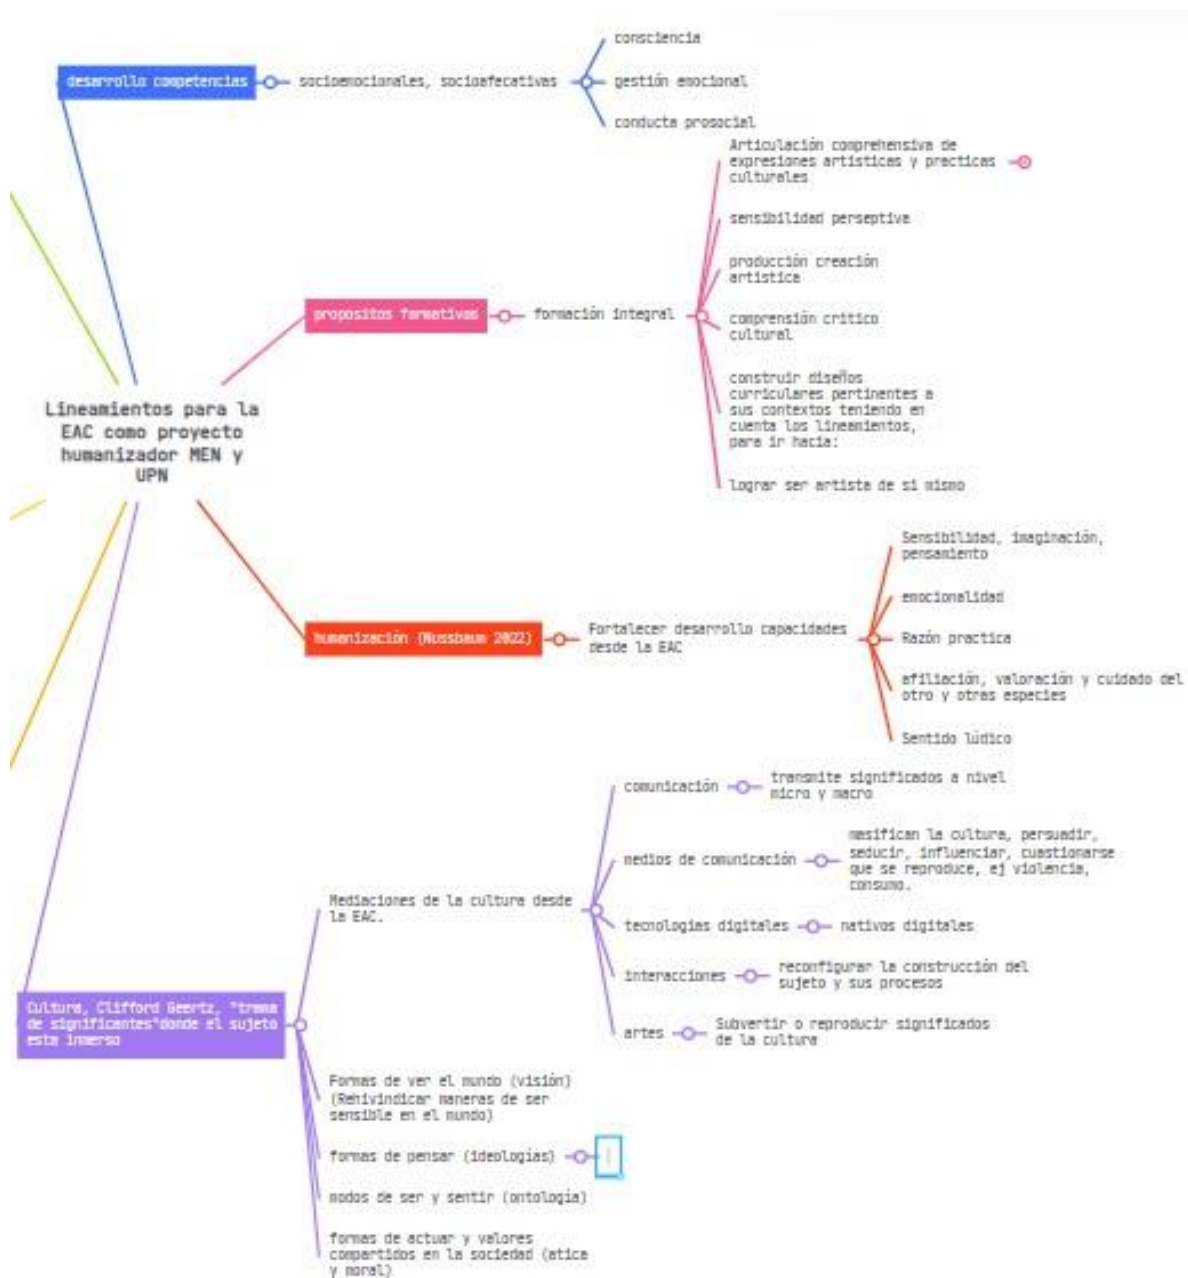 consciencia
desarrollo competencias
socioemocionales, socioafecativas
gestión emocional
conducta prosocial
Articulación comprehensiva de
expresiones artisticas y practicas
culturales
sensibilidad perseptiva
producción creación
artistica
propositos formativos
formación integral
comprensión critico
cultural
construir diseños
curriculares pertinentes a
sus contextos teniendo en
cuenta los lineamientos,
para ir hacia:
lograr ser artista de si mismo
Lineamientos para la
EAC como proyecto
humanizador MEN y
UPN
Sensibilidad, imaginación,
pensamiento
emocionalidad
humanización (Nussbaum 2022)
Fortalecer desarrollo capacidades
desde la EAC
Razón practica
afiliación, valoración y cuidado del
otro y otras especies
Sentido lúdico
comunicación
transmite significados a nivel
micro y macro
medios de comunicación
masifican la cultura, persuadir,
seducir, influenciar, cuastionarse
que se reproduce, ej violencia,
consumo.
Mediaciones de la cultura desde
la EAC.
tecnologias digitales
nativos digitales
interacciones
reconfigurar la construcción del
sujeto y sus procesos
artes
Subvertir o reproducir significados
de la cultura
Cultura, Clifford Geertz, "trama
de significantes"donde el sujeto
esta inmerso
Formas de ver el mundo (visión)
(Rehivindicar maneras de ser
sensible en el mundo)
formas de pensar (ideologias)
modos de ser y sentir (ontologia)
formas de actuar y valores
compartidos en la sociedad (atica
y moral)